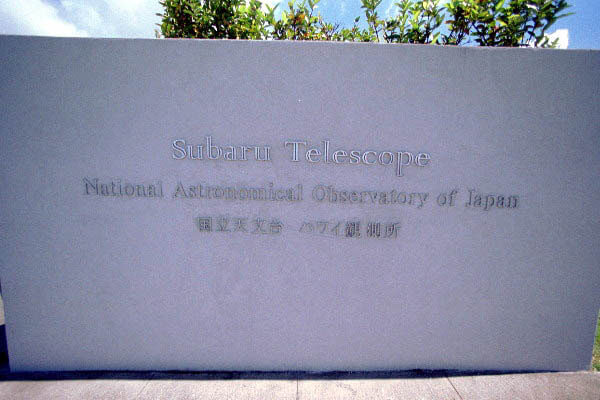 Subaru Telescope
National Astronomical Observatory of Japan
国立天文台 ハワイ観測所